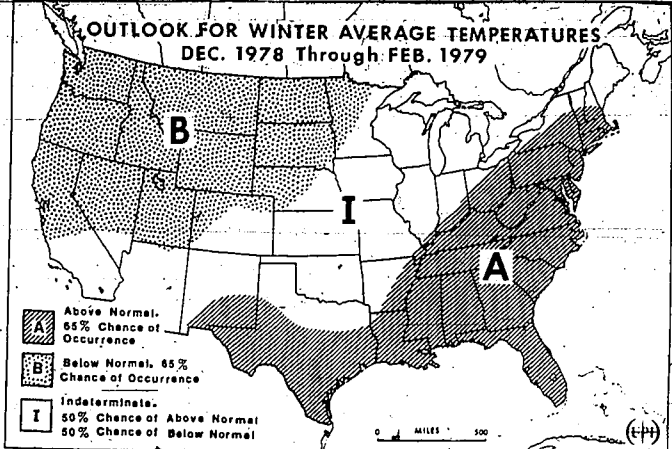 OUTLOOK FOR WINTER AVERAGE TEMPERATURES
DEC. 1978 Through FEB. 1979
B
I
A
A Above Normal.
65% Chance of
Occurrence
B Below Normal. 65%
Chance of Occurrence
I Indeterminate.
50% Chance of Above Normal
50% Chance of Below Normal
0 MILES 500
(UPI)